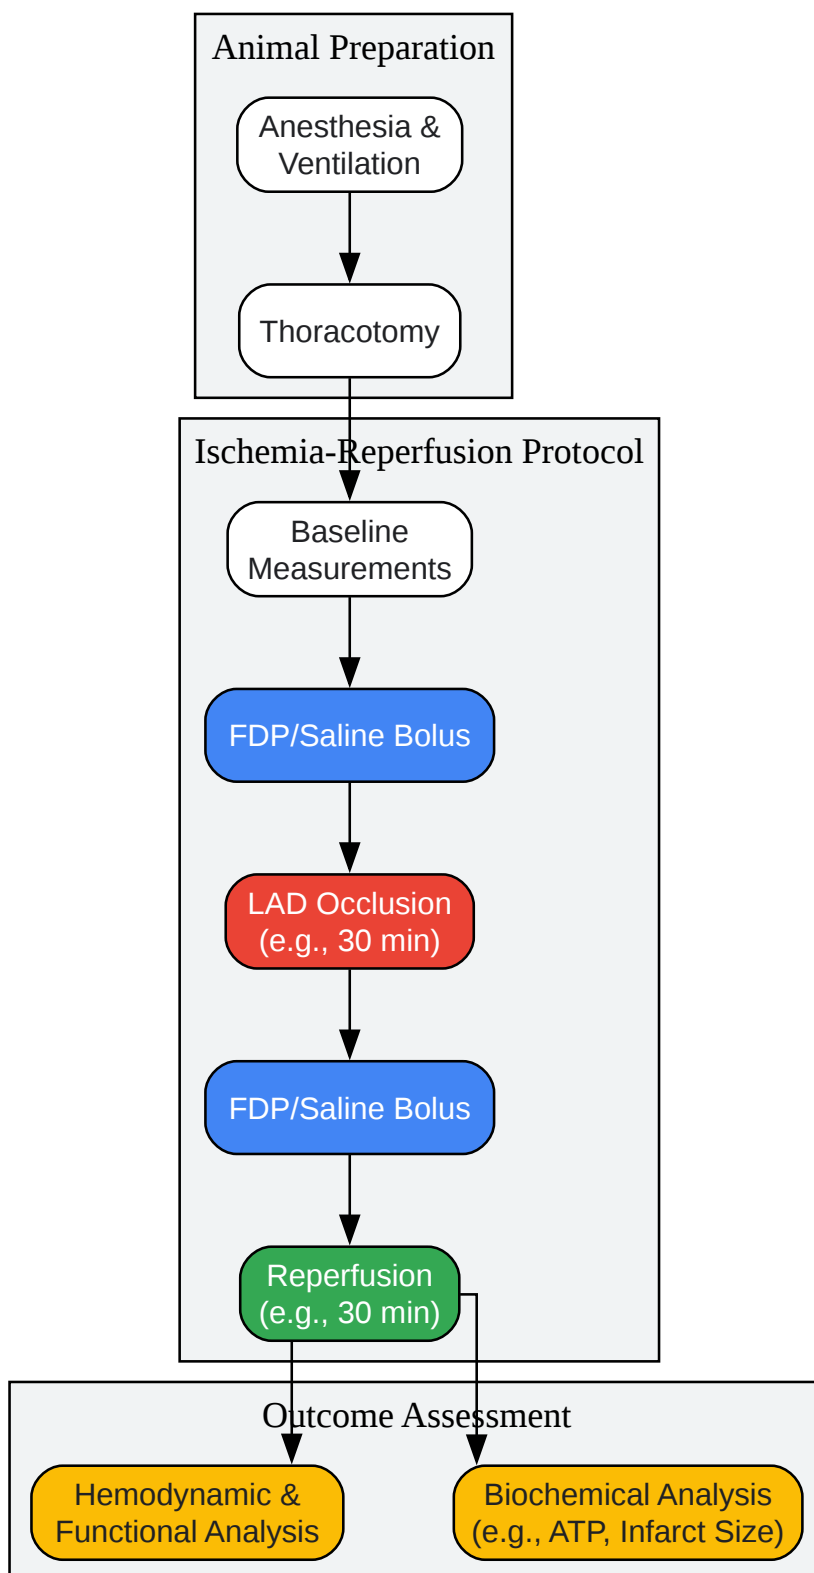 Animal Preparation
Anesthesia &
Ventilation
Thoracotomy
Ischemia-Reperfusion Protocol
Baseline
Measurements
FDP/Saline Bolus
LAD Occlusion
(e.g., 30 min)
FDP/Saline Bolus
Reperfusion
(e.g., 30 min)
Outcome Assessment
Hemodynamic &
Functional Analysis
Biochemical Analysis
(e.g., ATP, Infarct Size)